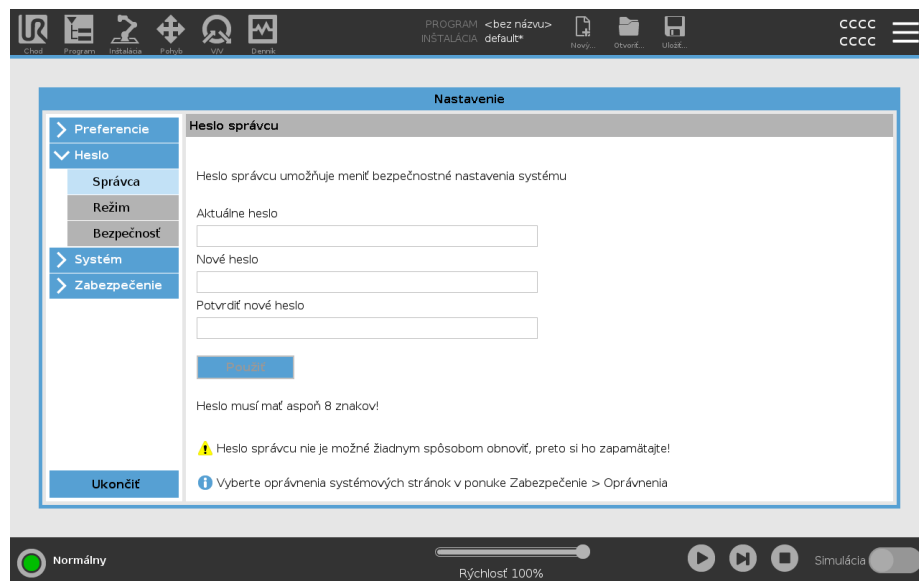 PROGRAM <bez názvu>
INŠTALÁCIA default*
Chod Program Inštalácia Pohyb V/V Denník Nový... Otvoriť... Uložiť...
CCCC
CCCC
Nastavenie
Preferencie
Heslo
Správca
Režim
Bezpečnosť
Systém
Zabezpečenie
Ukončiť
Heslo správcu
Heslo správcu umožňuje meniť bezpečnostné nastavenia systému
Aktuálne heslo
Nové heslo
Potvrdiť nové heslo
Použiť
Heslo musí mať aspoň 8 znakov!
Heslo správcu nie je možné žiadnym spôsobom obnoviť, preto si ho zapamätajte!
Vyberte oprávnenia systémových stránok v ponuke Zabezpečenie > Oprávnenia
Normálny
Rýchlosť 100%
Simulácia